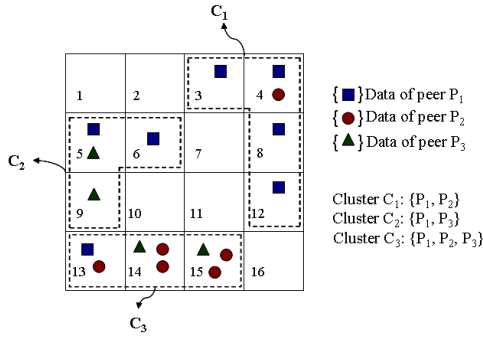 C1
1 2 3 4
{ } Data of peer P1
{ } Data of peer P2
{ } Data of peer P3
C2
5 6 7 8
9 10 11 12
Cluster C1: {P1, P2}
Cluster C2: {P1, P3}
Cluster C3: {P1, P2, P3}
13 14 15 16
C3